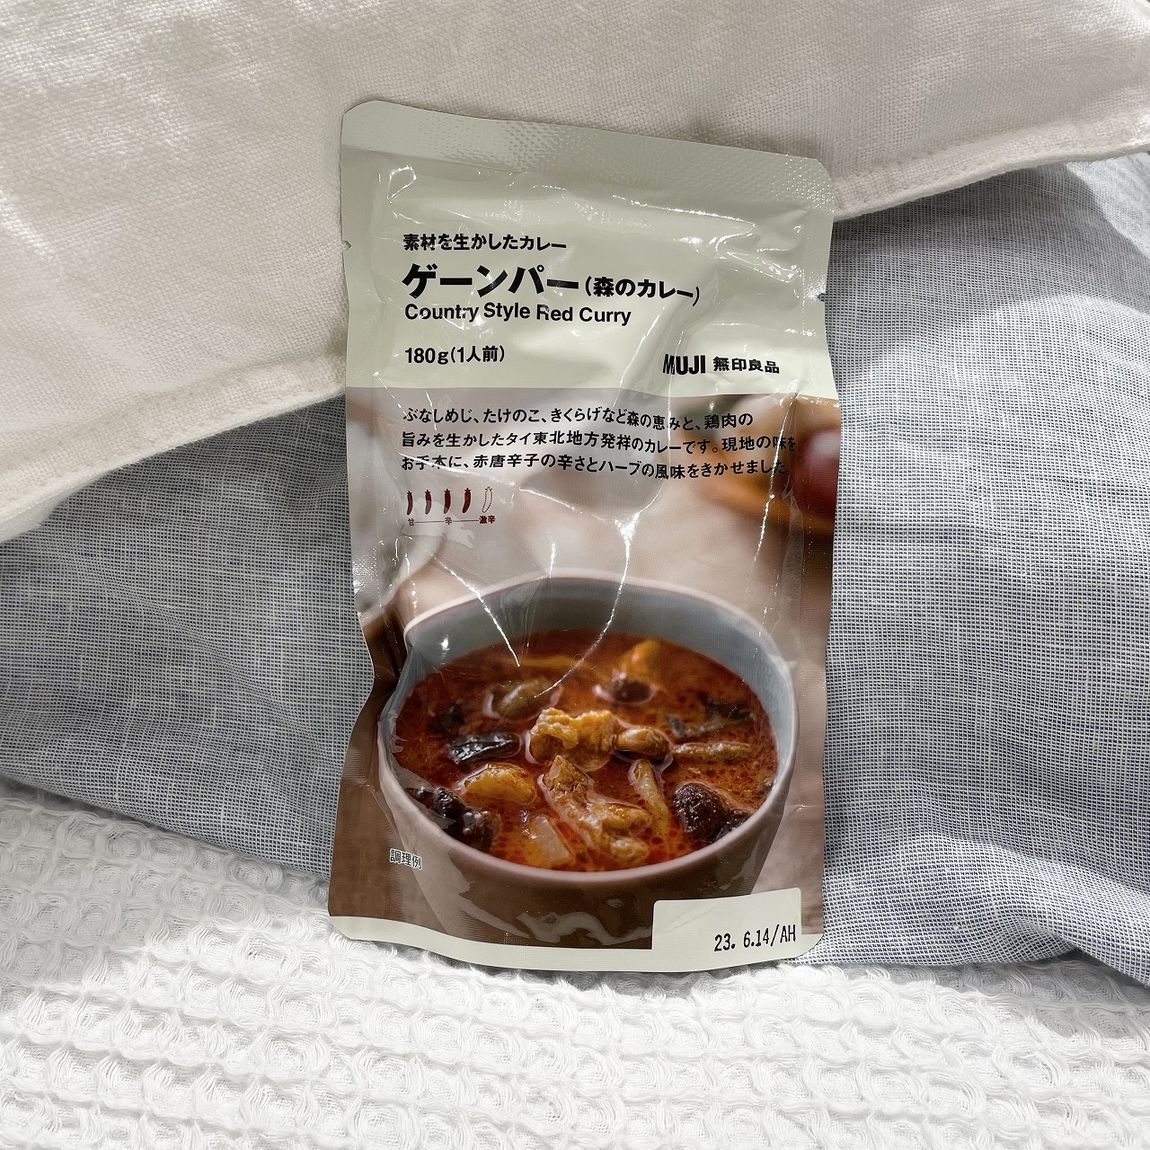 素材を生かしたカレー
ゲーンパー(森のカレー)
Country Style Red Curry
180g(1人前)
MUJI 無印良品
ぶなしめじ、たけのこ、きくらげなど森の恵みと、鶏肉の
旨みを生かしたタイ東北地方発祥のカレーです。現地の味を
お手本に、赤唐辛子の辛さとハーブの風味をきかせました。
甘 辛 激辛
調理例
23. 6.14/AH